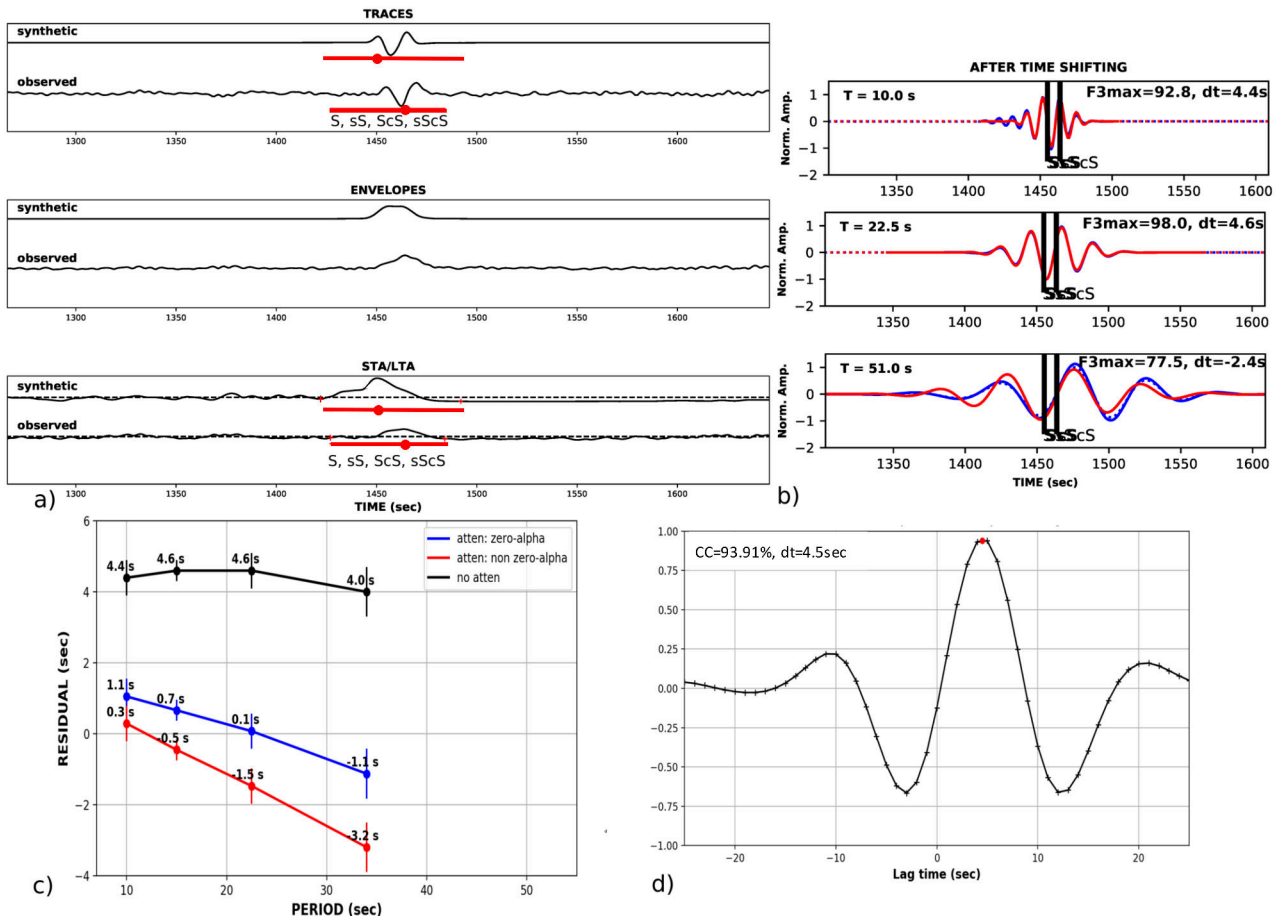 TRACES
synthetic
observed
S, sS, ScS, sScS
1300 1350 1400 1450 1500 1550 1600
ENVELOPES
synthetic
observed
1300 1350 1400 1450 1500 1550 1600
STA/LTA
synthetic
observed
S, sS, ScS, sScS
1300 1350 1400 1450 1500 1550 1600
a)
TIME (sec)
AFTER TIME SHIFTING
T = 10.0 s
F3max=92.8, dt=4.4s
Norm. Amp.
1
0
−1
−2
1350 1400 1450 1500 1550 1600
T = 22.5 s
F3max=98.0, dt=4.6s
Norm. Amp.
1
0
−1
−2
1350 1400 1450 1500 1550 1600
T = 51.0 s
F3max=77.5, dt=-2.4s
Norm. Amp.
1
0
−1
−2
1350 1400 1450 1500 1550 1600
b)
TIME (sec)
RESIDUAL (sec)
6
4
2
0
−2
−4
4.4 s
4.6 s
4.6 s
4.0 s
1.1 s
0.7 s
0.1 s
-1.1 s
0.3 s
-0.5 s
-1.5 s
-3.2 s
atten: zero-alpha
atten: non zero-alpha
no atten
10 20 30 40 50
c)
PERIOD (sec)
CC=93.91%, dt=4.5sec
1.00
0.75
0.50
0.25
0.00
−0.25
−0.50
−0.75
−1.00
−20 −10 0 10 20
d)
Lag time (sec)